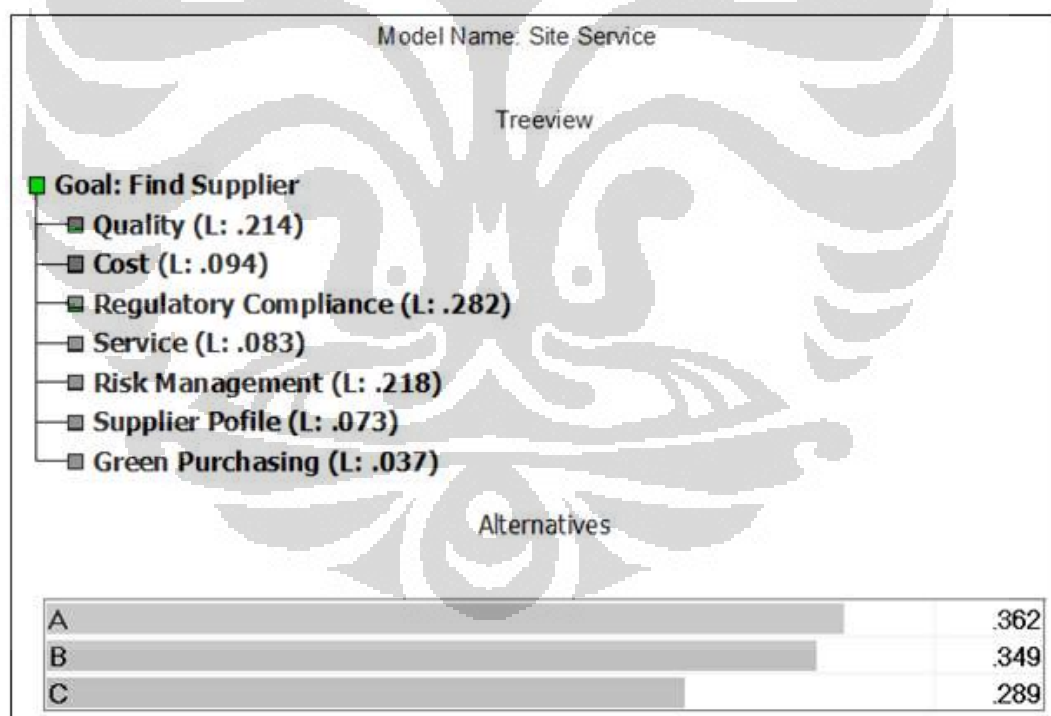 Model Name: Site Service
Treeview
Goal: Find Supplier
Quality (L: .214)
Cost (L: .094)
Regulatory Compliance (L: .282)
Service (L: .083)
Risk Management (L: .218)
Supplier Pofile (L: .073)
Green Purchasing (L: .037)
Alternatives
A .362
B .349
C .289